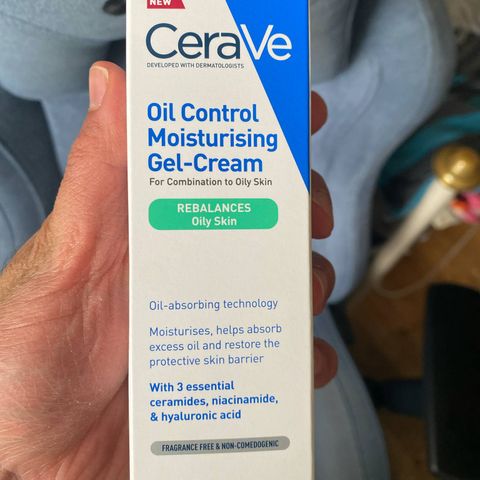 NEW
CeraVe
DEVELOPED WITH DERMATOLOGISTS
Oil Control
Moisturising
Gel-Cream
For Combination to Oily Skin
REBALANCES
Oily Skin
Oil-absorbing technology
Moisturises, helps absorb
excess oil and restore the
protective skin barrier
With 3 essential
ceramides, niacinamide,
& hyaluronic acid
FRAGRANCE FREE & NON-COMEDOGENIC